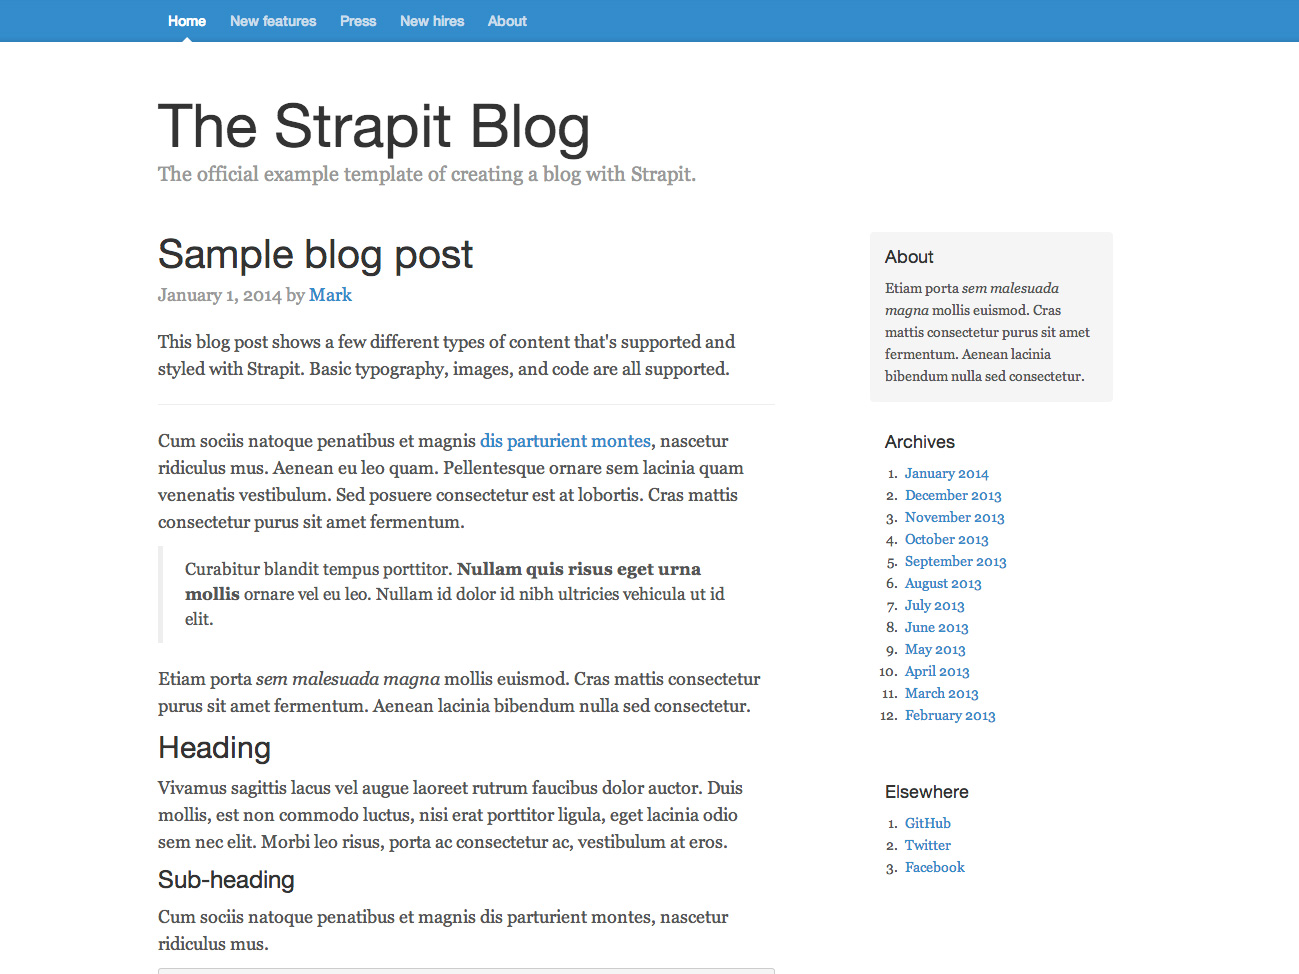 Home New features Press New hires About
The Strapit Blog
The official example template of creating a blog with Strapit.
Sample blog post
January 1, 2014 by Mark
This blog post shows a few different types of content that's supported and
styled with Strapit. Basic typography, images, and code are all supported.
Cum sociis natoque penatibus et magnis dis parturient montes, nascetur
ridiculus mus. Aenean eu leo quam. Pellentesque ornare sem lacinia quam
venenatis vestibulum. Sed posuere consectetur est at lobortis. Cras mattis
consectetur purus sit amet fermentum.
Curabitur blandit tempus porttitor. Nullam quis risus eget urna
mollis ornare vel eu leo. Nullam id dolor id nibh ultricies vehicula ut id
elit.
Etiam porta sem malesuada magna mollis euismod. Cras mattis consectetur
purus sit amet fermentum. Aenean lacinia bibendum nulla sed consectetur.
Heading
Vivamus sagittis lacus vel augue laoreet rutrum faucibus dolor auctor. Duis
mollis, est non commodo luctus, nisi erat porttitor ligula, eget lacinia odio
sem nec elit. Morbi leo risus, porta ac consectetur ac, vestibulum at eros.
Sub-heading
Cum sociis natoque penatibus et magnis dis parturient montes, nascetur
ridiculus mus.
About
Etiam porta sem malesuada
magna mollis euismod. Cras
mattis consectetur purus sit amet
fermentum. Aenean lacinia
bibendum nulla sed consectetur.
Archives
1. January 2014
2. December 2013
3. November 2013
4. October 2013
5. September 2013
6. August 2013
7. July 2013
8. June 2013
9. May 2013
10. April 2013
11. March 2013
12. February 2013
Elsewhere
1. GitHub
2. Twitter
3. Facebook